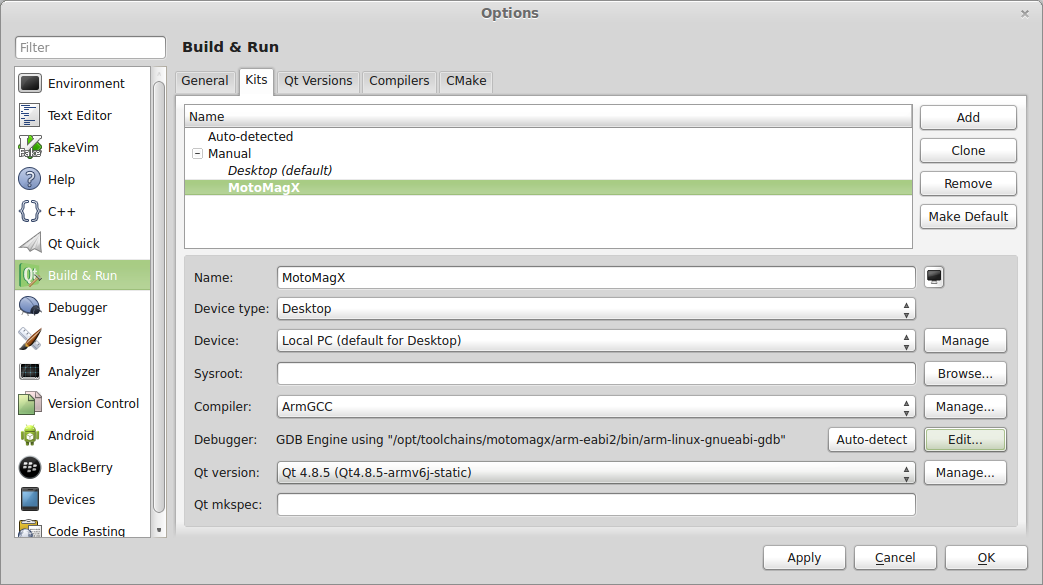 Options
Filter
Build & Run
Environment
Text Editor
FakeVim
Help
C++
Qt Quick
Build & Run
Debugger
Designer
Analyzer
Version Control
Android
BlackBerry
Devices
Code Pasting
General Kits Qt Versions Compilers CMake
Name
Auto-detected
Manual
Desktop (default)
MotoMagX
Add
Clone
Remove
Make Default
Name: MotoMagX
Device type: Desktop
Device: Local PC (default for Desktop) Manage
Sysroot: Browse...
Compiler: ArmGCC Manage...
Debugger: GDB Engine using "/opt/toolchains/motomagx/arm-eabi2/bin/arm-linux-gnueabi-gdb" Auto-detect Edit...
Qt version: Qt 4.8.5 (Qt4.8.5-armv6j-static) Manage...
Qt mkspec:
Apply Cancel OK